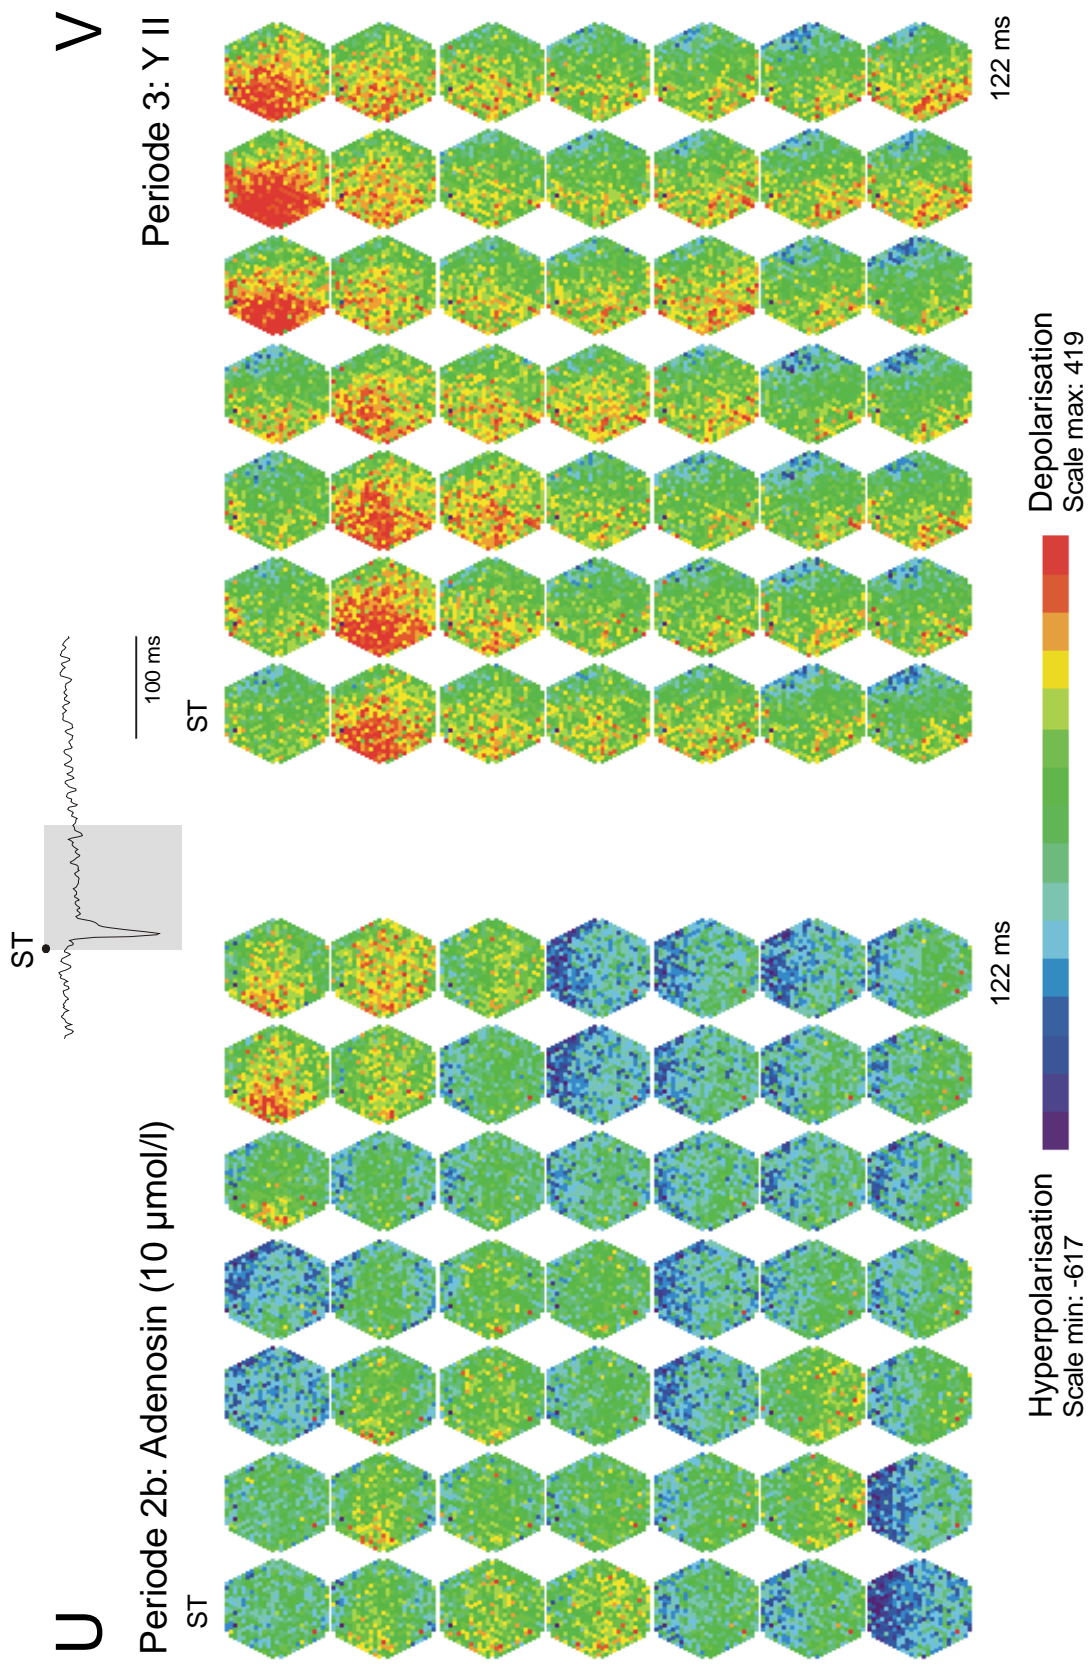 U
V
Periode 2b: Adenosin (10 µmol/l)
Periode 3: Y II
ST
100 ms
ST
ST
122 ms
122 ms
Hyperpolarisation
Scale min: -617
Depolarisation
Scale max: 419